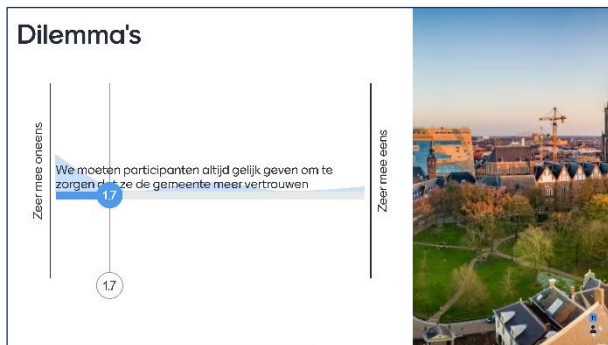 Dilemma's
Zeer mee oneens
We moeten participanten altijd gelijk geven om te
zorgen dat ze de gemeente meer vertrouwen
1.7
Zeer mee eens
1.7